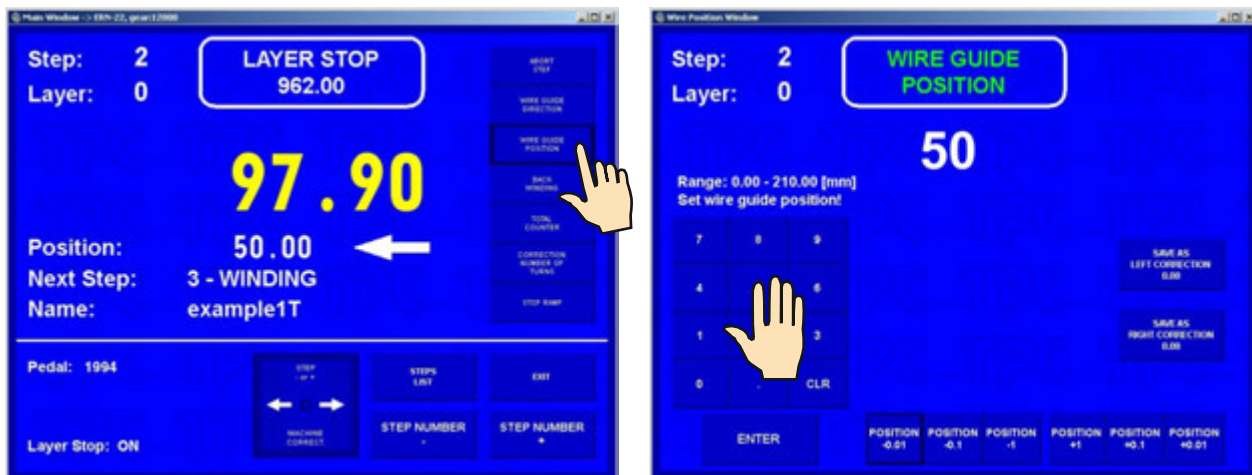 Main Window -> ERN-22, gear:12000
Step: 2
Layer: 0
LAYER STOP
962.00
97.90
Position: 50.00
Next Step: 3 - WINDING
Name: example1T
ABORT
STEP
WIRE GUIDE
DIRECTION
WIRE GUIDE
POSITION
BACK
WINDING
TOTAL
COUNTER
CORRECTION
NUMBER OF
TURNS
STOP RAMP
Pedal: 1994
Layer Stop: ON
STEP
- or +
MACHINE
CORRECT.
STEPS
LIST
EXIT
STEP NUMBER
-
STEP NUMBER
+
Wire Position Window
Step: 2
Layer: 0
WIRE GUIDE
POSITION
50
Range: 0.00 - 210.00 [mm]
Set wire guide position!
7 8 9
4 6
1 3
0 . CLR
ENTER
SAVE AS
LEFT CORRECTION
0.00
SAVE AS
RIGHT CORRECTION
0.00
POSITION
-0.01
POSITION
-0.1
POSITION
-1
POSITION
+1
POSITION
+0.1
POSITION
+0.01